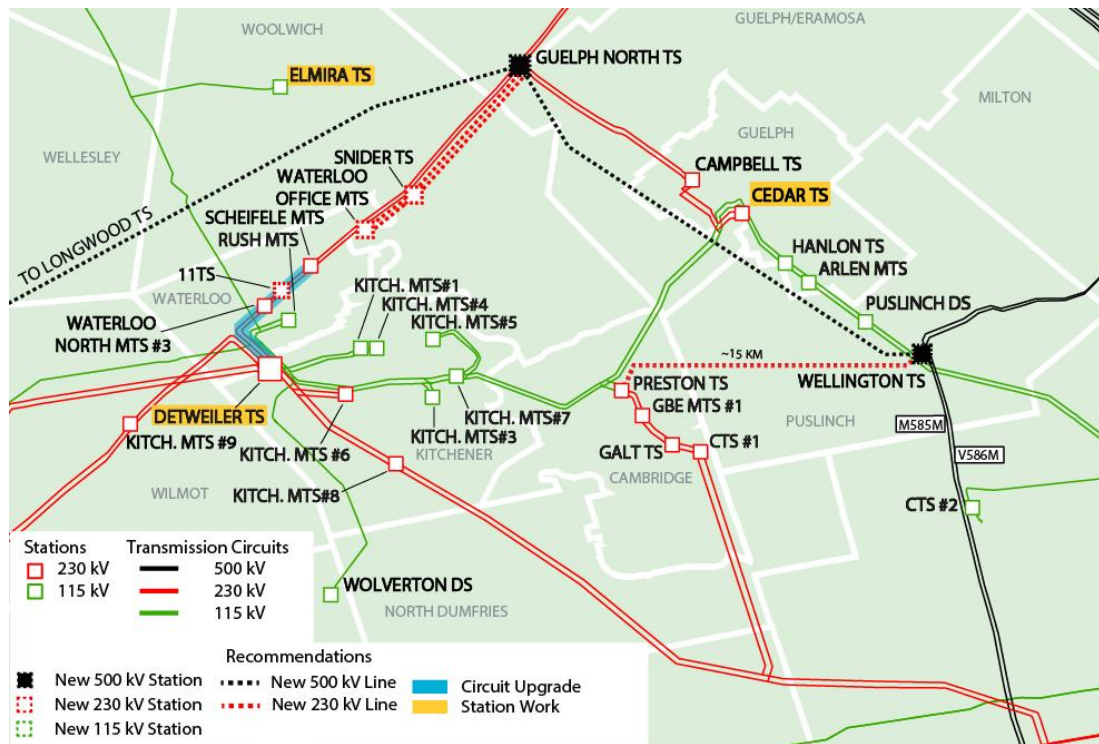 WOOLWICH
GUELPH/ERAMOSA
ELMIRA TS
GUELPH NORTH TS
MILTON
GUELPH
WELLESLEY
SNIDER TS
CAMPBELL TS
WATERLOO
OFFICE MTS
CEDAR TS
SCHEIFELE MTS
RUSH MTS
TO LONGWOOD TS
HANLON TS
ARLEN MTS
11TS
WATERLOO
KITCH. MTS#1
KITCH. MTS#4
KITCH. MTS#5
PUSLINCH DS
WATERLOO
NORTH MTS #3
~15 KM
WELLINGTON TS
PRESTON TS
GBE MTS #1
DETWEILER TS
KITCH. MTS#7
PUSLINCH
M585M
KITCH. MTS #9
KITCH. MTS #6
KITCH. MTS#3
KITCHENER
GALT TS
CTS #1
V586M
CAMBRIDGE
WILMOT
KITCH. MTS#8
CTS #2
WOLVERTON DS
NORTH DUMFRIES
Stations
230 kV
115 kV
Transmission Circuits
500 kV
230 kV
115 kV
Recommendations
New 500 kV Station
New 230 kV Station
New 115 kV Station
New 500 kV Line
New 230 kV Line
Circuit Upgrade
Station Work